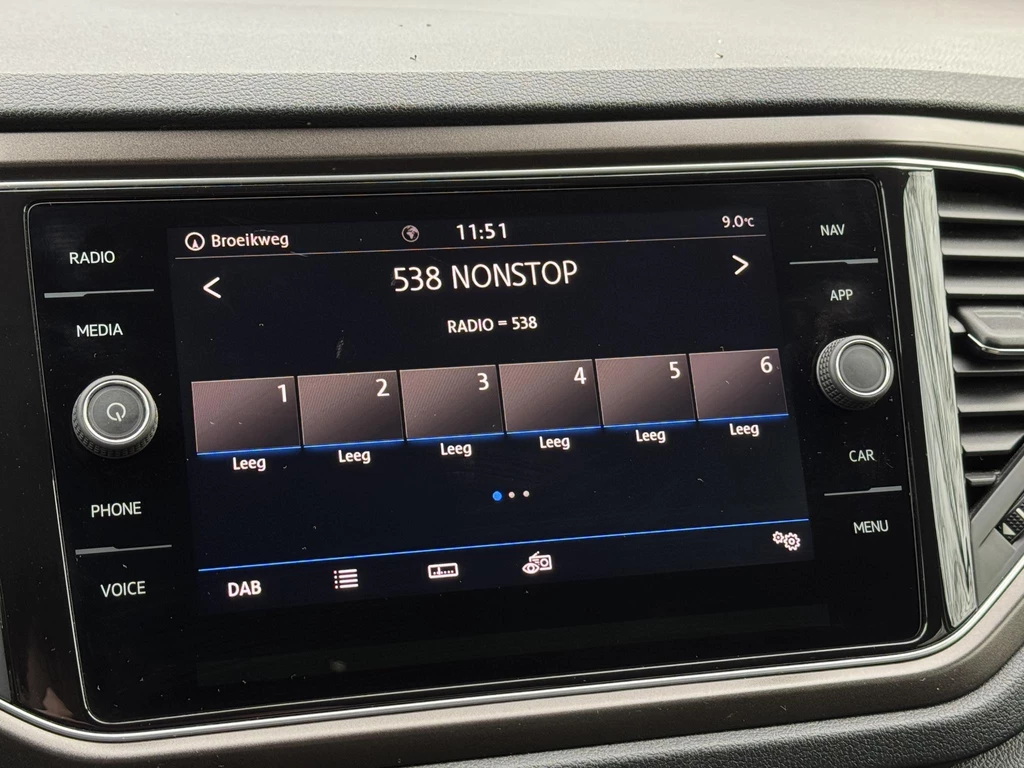 RADIO
MEDIA
PHONE
VOICE
Broeikweg 11:51 9.0°C
< 538 NONSTOP >
RADIO = 538
1 2 3 4 5 6
Leeg Leeg Leeg Leeg Leeg Leeg
DAB
NAV
APP
CAR
MENU